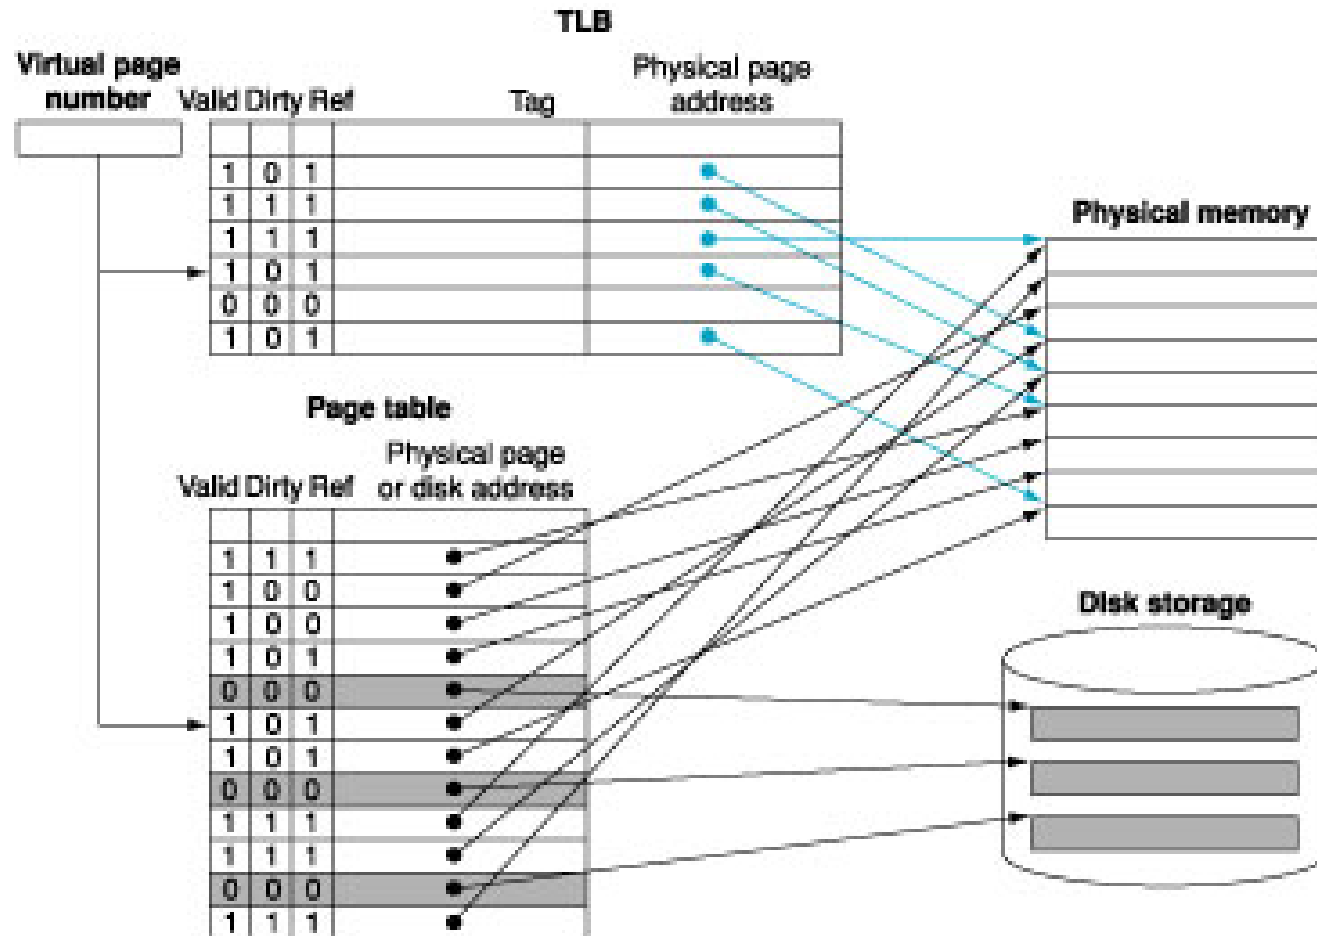 TLB
Virtual page
number
Physical page
address
Valid Dirty Ref
Tag
1 0 1
1 1 1
1 1 1
1 0 1
0 0 0
1 0 1
Physical memory
Page table
Physical page
or disk address
Valid Dirty Ref
1 1 1
1 0 0
1 0 0
1 0 1
0 0 0
1 0 1
1 0 1
0 0 0
1 1 1
1 1 1
0 0 0
1 1 1
Disk storage